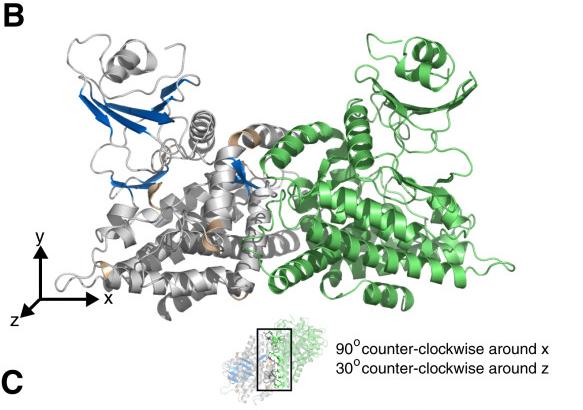 B
y
x
z
90° counter-clockwise around x
30° counter-clockwise around z
C